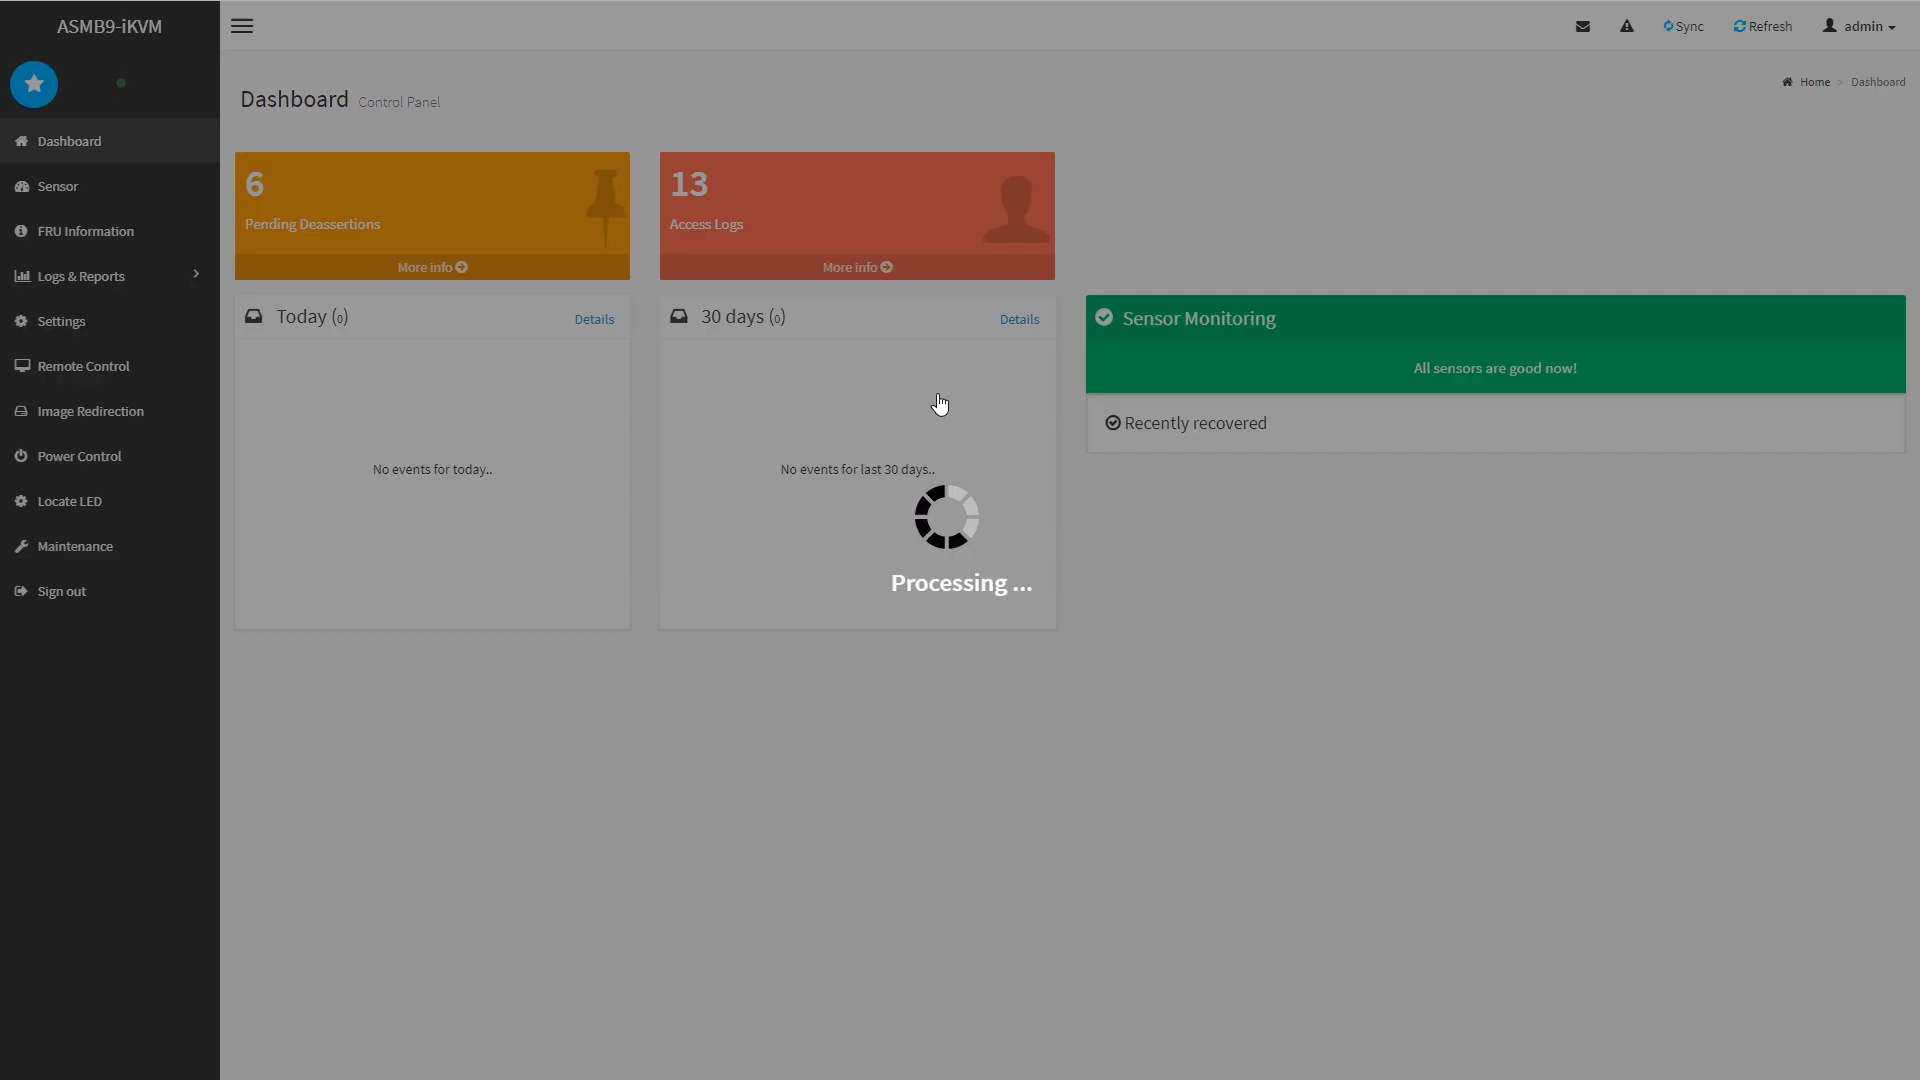 ASMB9-iKVM
Sync
Refresh
admin
Dashboard
Sensor
FRU Information
Logs & Reports
Settings
Remote Control
Image Redirection
Power Control
Locate LED
Maintenance
Sign out
Dashboard Control Panel
Home > Dashboard
6
Pending Deassertions
More info
13
Access Logs
More info
Today (0)
Details
No events for today..
30 days (0)
Details
No events for last 30 days..
Sensor Monitoring
All sensors are good now!
Recently recovered
Processing ...